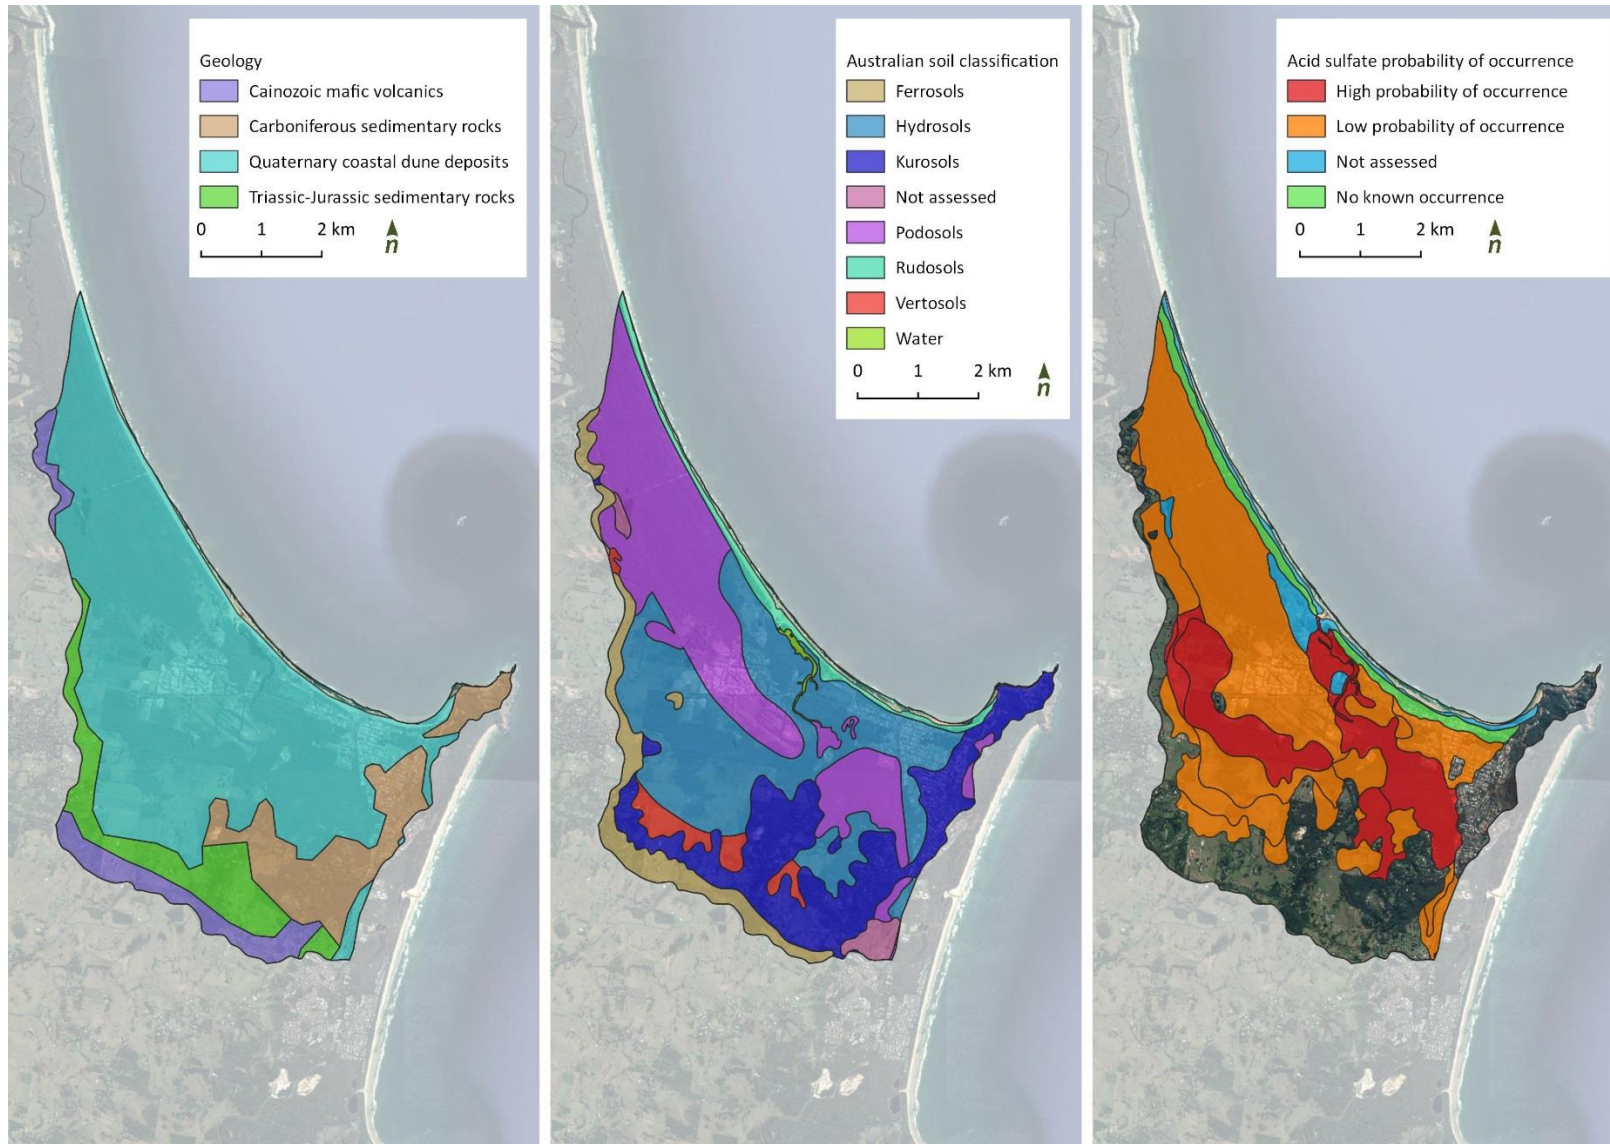 Geology
Cainozoic mafic volcanics
Carboniferous sedimentary rocks
Quaternary coastal dune deposits
Triassic-Jurassic sedimentary rocks
0 1 2 km
n
Australian soil classification
Ferrosols
Hydrosols
Kurosols
Not assessed
Podosols
Rudosols
Vertosols
Water
0 1 2 km
n
Acid sulfate probability of occurrence
High probability of occurrence
Low probability of occurrence
Not assessed
No known occurrence
0 1 2 km
n